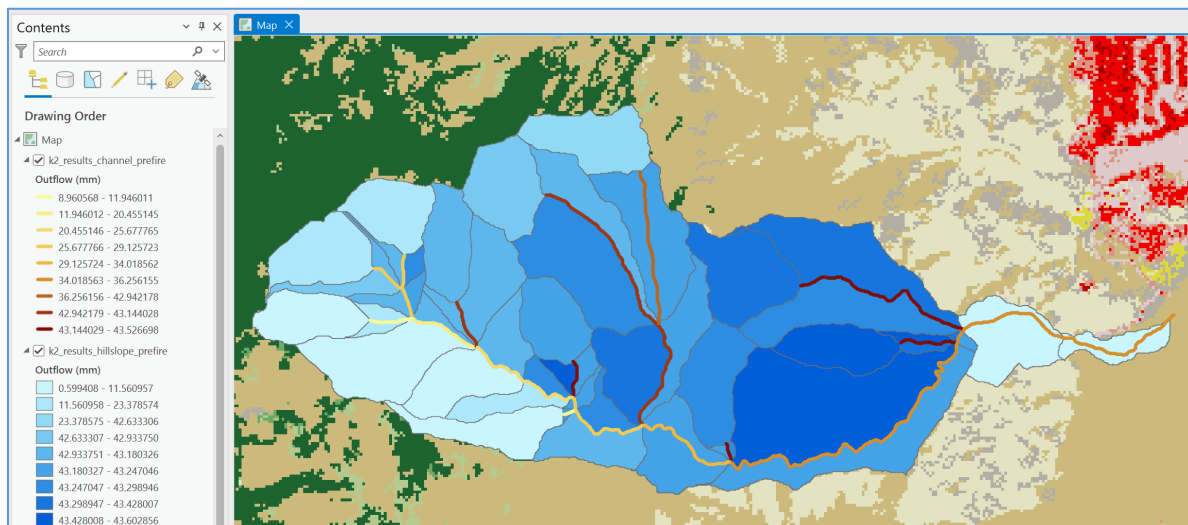 Contents
Map
Search
Drawing Order
Map
k2_results_channel_prefire
Outflow (mm)
8.960568 - 11.946011
11.946012 - 20.455145
20.455146 - 25.677765
25.677766 - 29.125723
29.125724 - 34.018562
34.018563 - 36.256155
36.256156 - 42.942178
42.942179 - 43.144028
43.144029 - 43.526698
k2_results_hillslope_prefire
Outflow (mm)
0.599408 - 11.560957
11.560958 - 23.378574
23.378575 - 42.633306
42.633307 - 42.933750
42.933751 - 43.180326
43.180327 - 43.247046
43.247047 - 43.298946
43.298947 - 43.428007
43.428008 - 43.602856